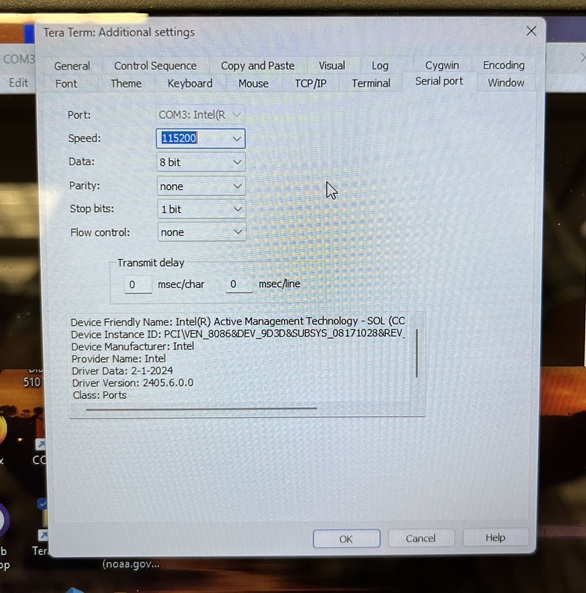 Tera Term: Additional settings
COM3
Edit
General Control Sequence Copy and Paste Visual Log Cygwin Encoding
Font Theme Keyboard Mouse TCP/IP Terminal Serial port Window
Port: COM3: Intel(R
Speed: 115200
Data: 8 bit
Parity: none
Stop bits: 1 bit
Flow control: none
Transmit delay
0 msec/char 0 msec/line
Device Friendly Name: Intel(R) Active Management Technology - SOL (CC
Device Instance ID: PCI\VEN_8086&DEV_9D3D&SUBSYS_08171028&REV_
Device Manufacturer: Intel
Provider Name: Intel
Driver Data: 2-1-2024
Driver Version: 2405.6.0.0
Class: Ports
510
x
CC
OK Cancel Help
b
Ter
op
(noaa.gov...